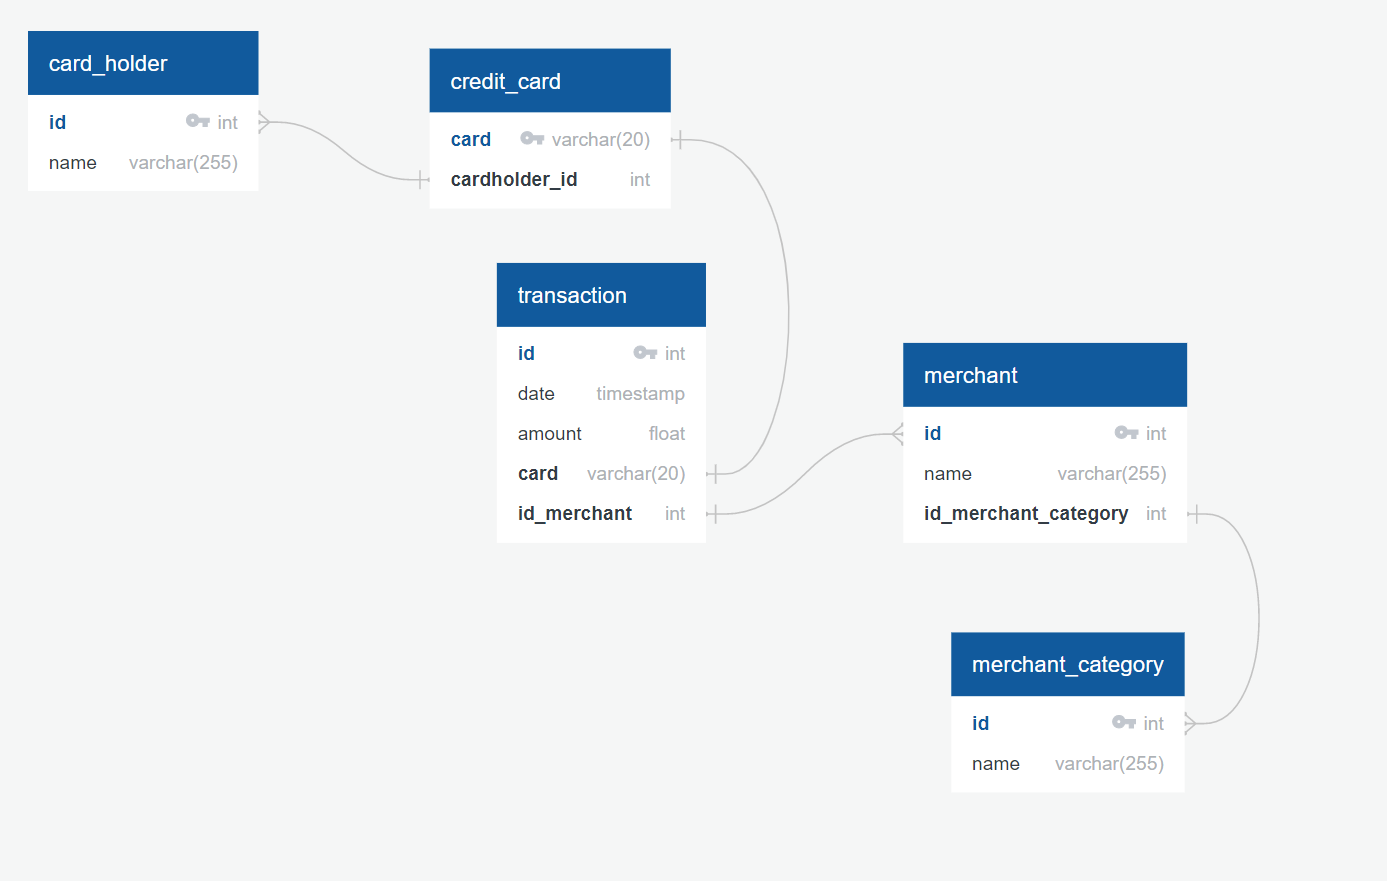 card_holder
id int
name varchar(255)
credit_card
card varchar(20)
cardholder_id int
transaction
id int
date timestamp
amount float
card varchar(20)
id_merchant int
merchant
id int
name varchar(255)
id_merchant_category int
merchant_category
id int
name varchar(255)